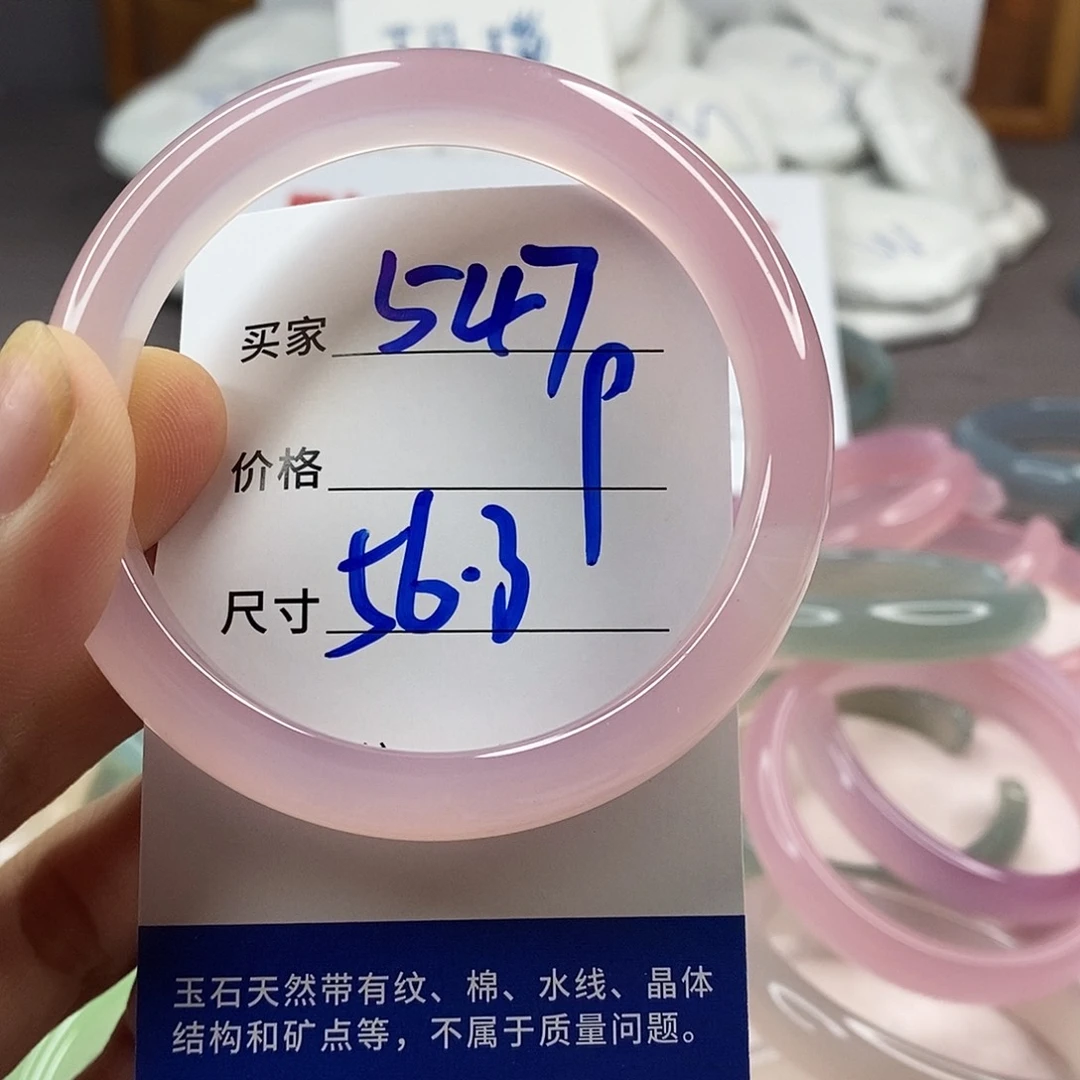 买家 547p
价格
尺寸 56.3
玉石天然带有纹、棉、水线、晶体
结构和矿点等，不属于质量问题。